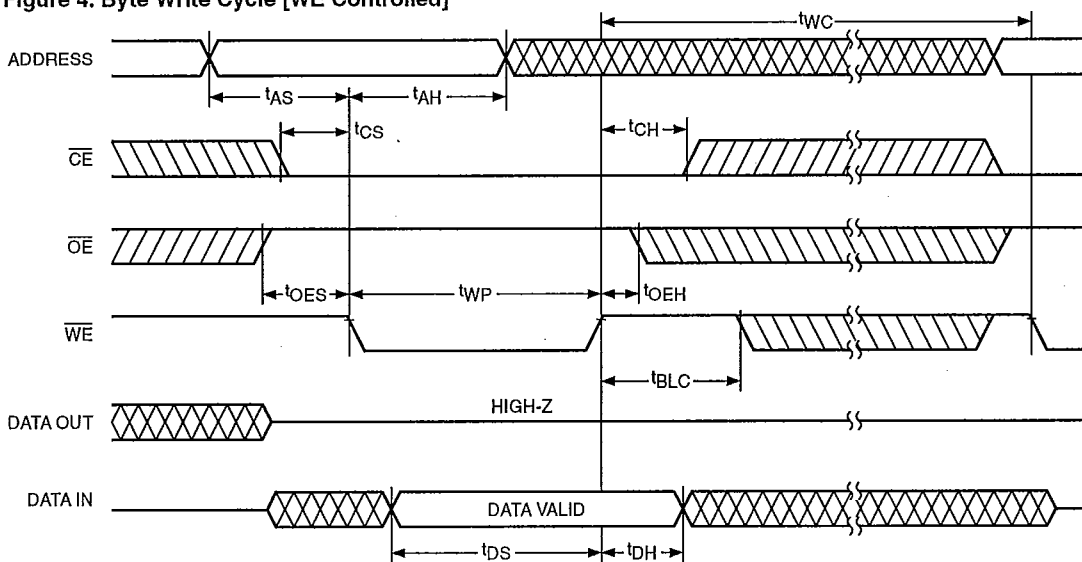 Figure 4. Byte Write Cycle [WE Controlled]
tWC
ADDRESS
tAS
tAH
tCS
tCH
CE
OE
tOES
tWP
tOEH
WE
tBLC
HIGH-Z
DATA OUT
DATA IN
DATA VALID
tDS
tDH